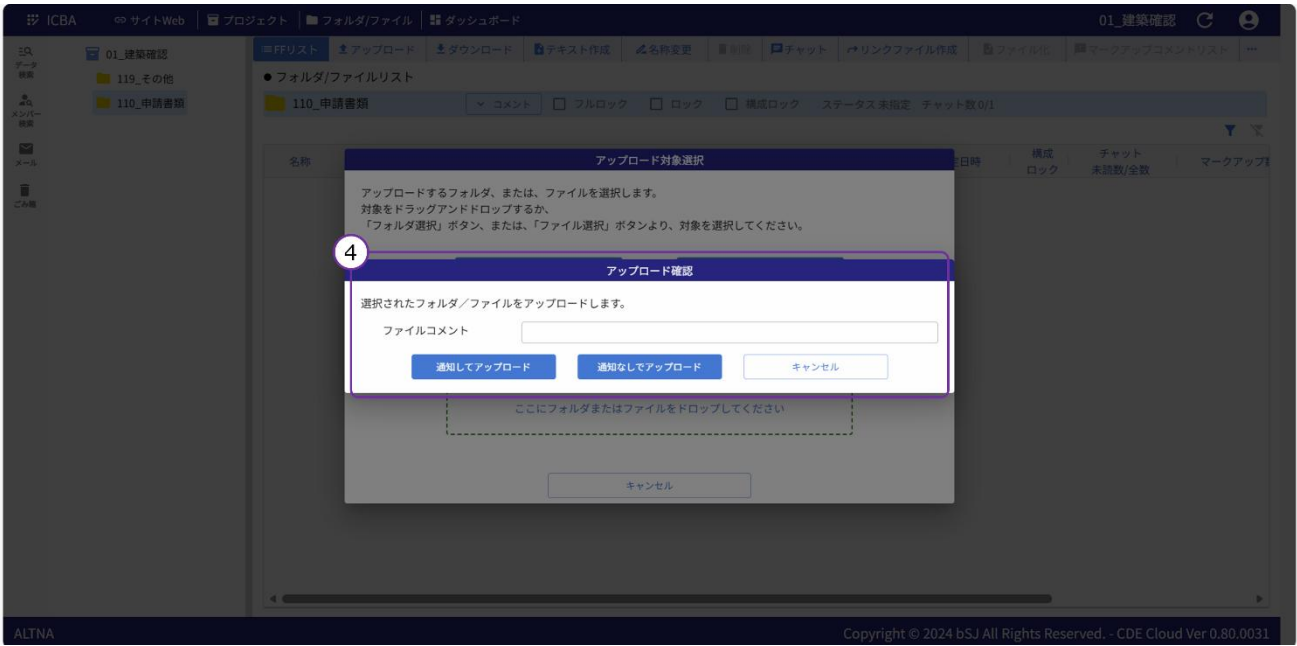 ICBA
サイトWeb
プロジェクト
フォルダ/ファイル
ダッシュボード
01_建築確認
データ
検索
メンバー
検索
メール
ごみ箱
01_建築確認
119_その他
110_申請書類
FFリスト
アップロード
ダウンロード
テキスト作成
名称変更
削除
チャット
リンクファイル作成
ファイル化
マークアップコメントリスト
● フォルダ/ファイルリスト
110_申請書類
コメント
フルロック
ロック
構成ロック
ステータス 未指定 チャット数 0/1
名称
日時
構成
ロック
チャット
未読数/全数
マークアップ
アップロード対象選択
アップロードするフォルダ、または、ファイルを選択します。
対象をドラッグアンドドロップするか、
「フォルダ選択」ボタン、または、「ファイル選択」ボタンより、対象を選択してください。
4
アップロード確認
選択されたフォルダ／ファイルをアップロードします。
ファイルコメント
通知してアップロード
通知なしでアップロード
キャンセル
ここにフォルダまたはファイルをドロップしてください
キャンセル
ALTNA
Copyright © 2024 bSJ All Rights Reserved. - CDE Cloud Ver 0.80.0031